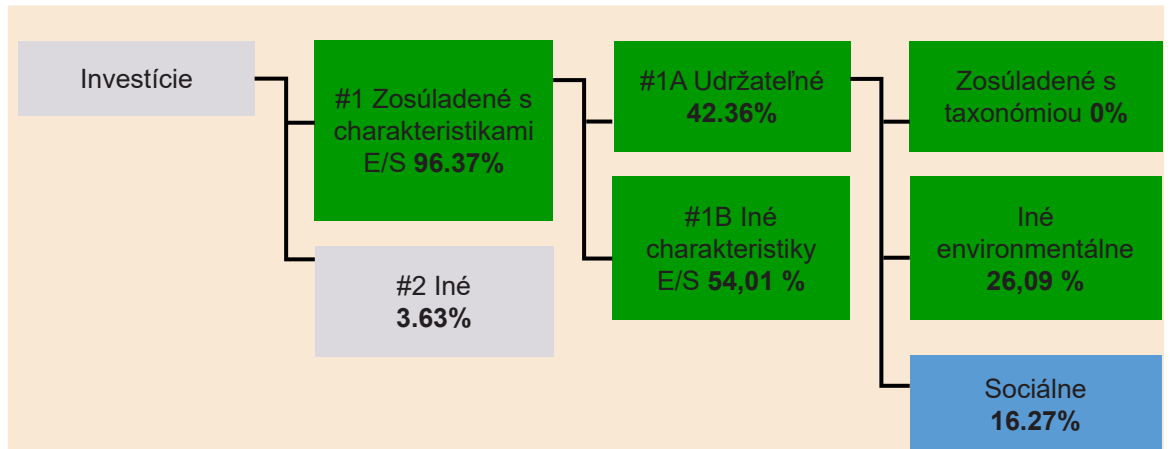 Investície
#1 Zosúladené s
charakteristikami
E/S 96.37%
#2 Iné
3.63%
#1A Udržateľné
42.36%
#1B Iné
charakteristiky
E/S 54,01 %
Zosúladené s
taxonómiou 0%
Iné
environmentálne
26,09 %
Sociálne
16.27%